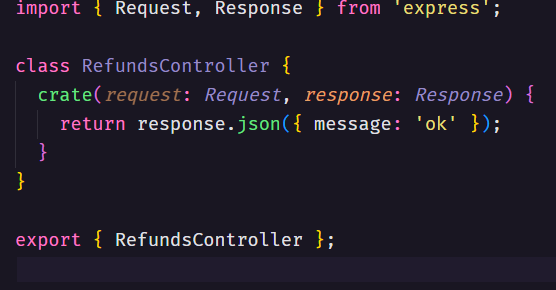 import { Request, Response } from 'express';
class RefundsController {
crate(request: Request, response: Response) {
return response.json({ message: 'ok' });
}
}
export { RefundsController };